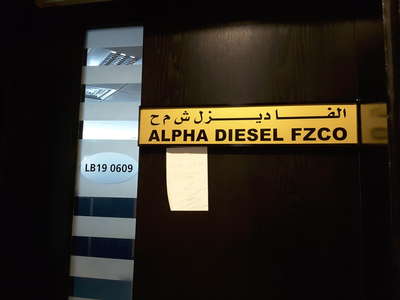 الفا ديزل ش م ح
ALPHA DIESEL FZCO
LB19 0609